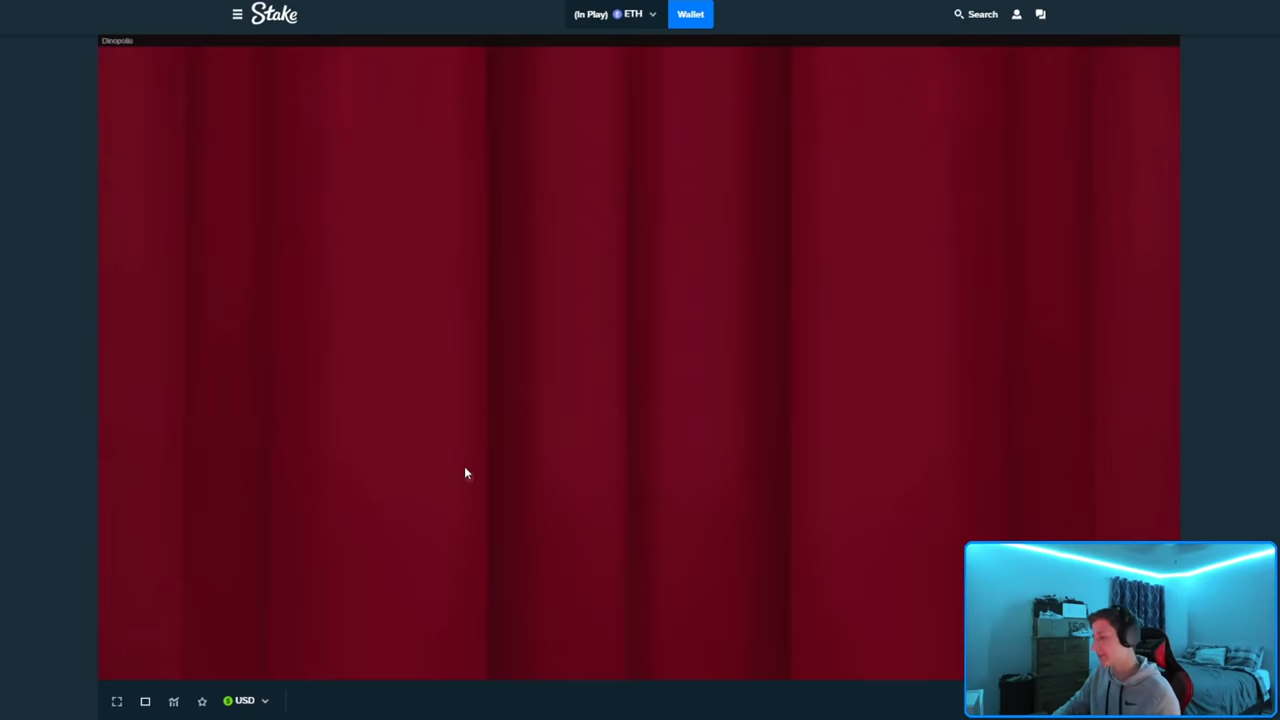 Stake
(In Play) ETH
Wallet
Search
Dinopolis
USD